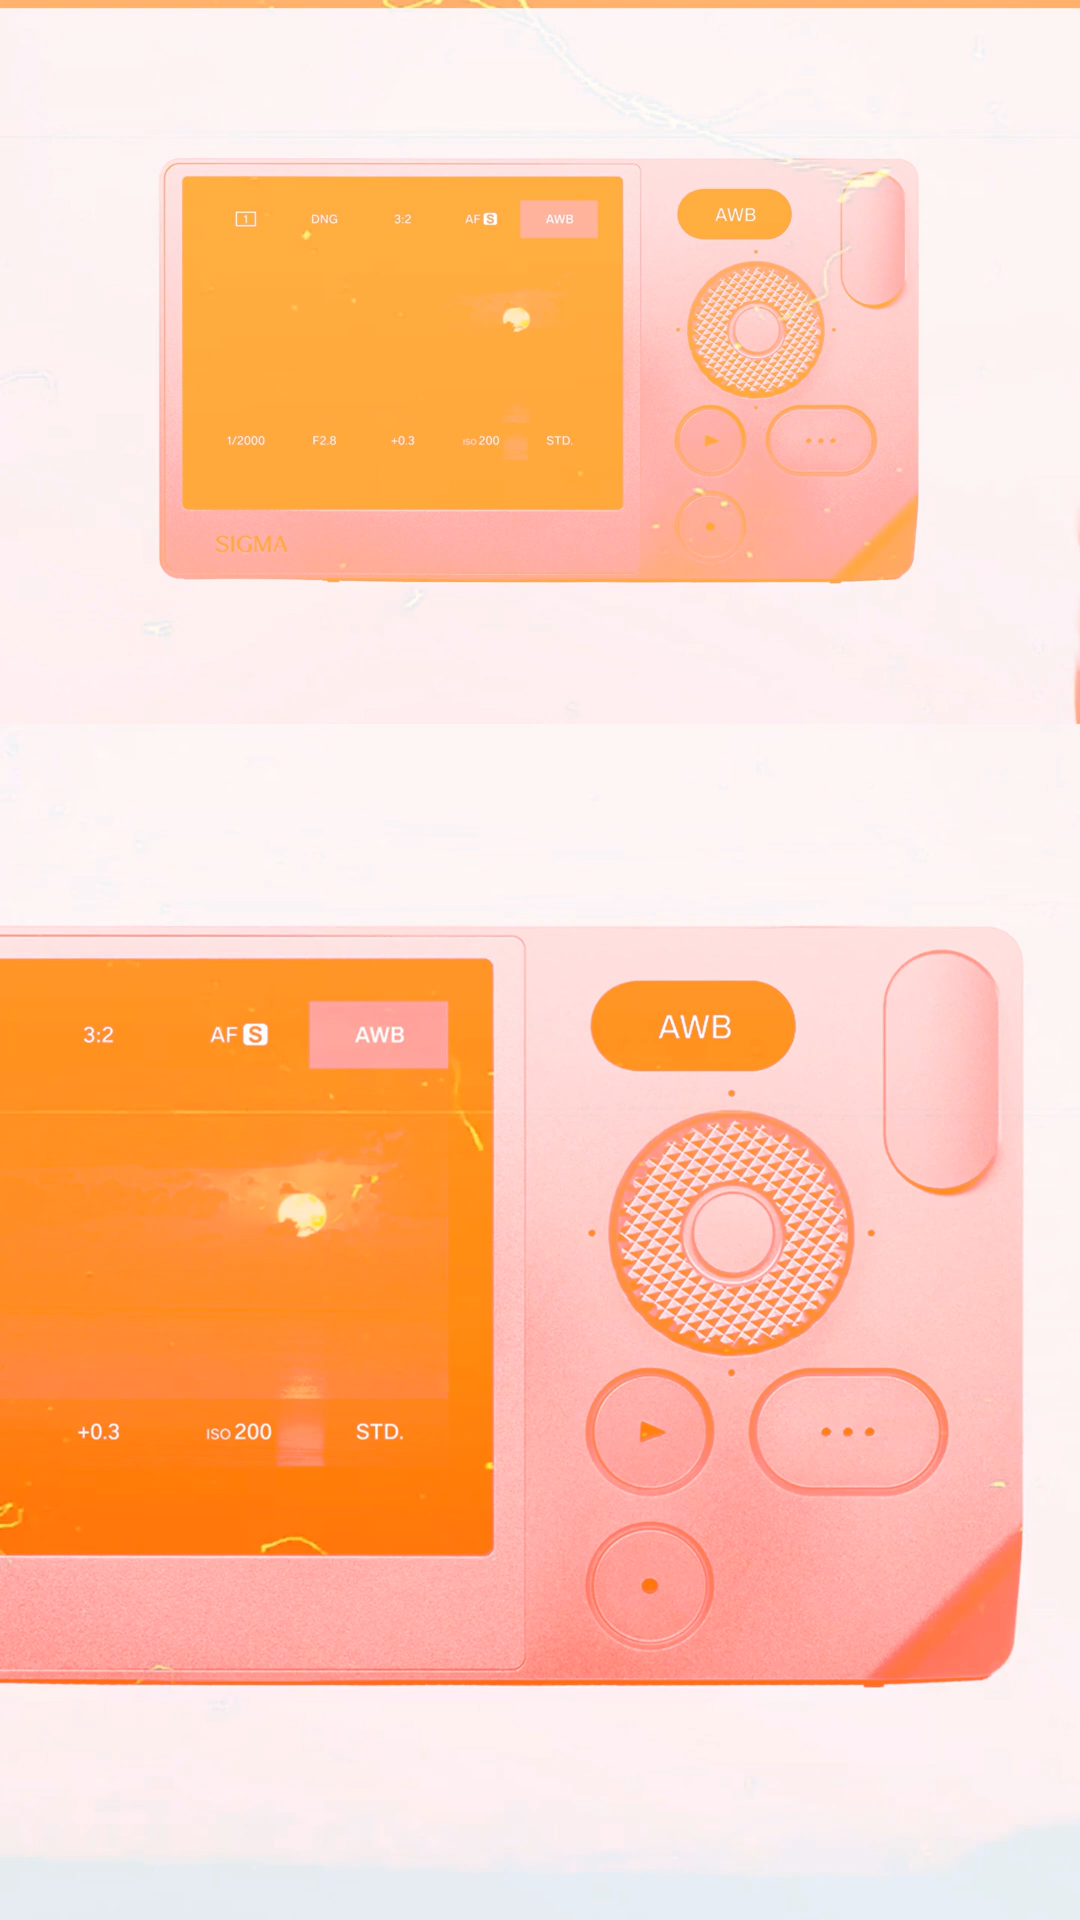 1 DNG 3:2 AF S AWB
AWB
1/2000 F2.8 +0.3 ISO 200 STD.
SIGMA
3:2 AF S AWB
AWB
+0.3 ISO 200 STD.